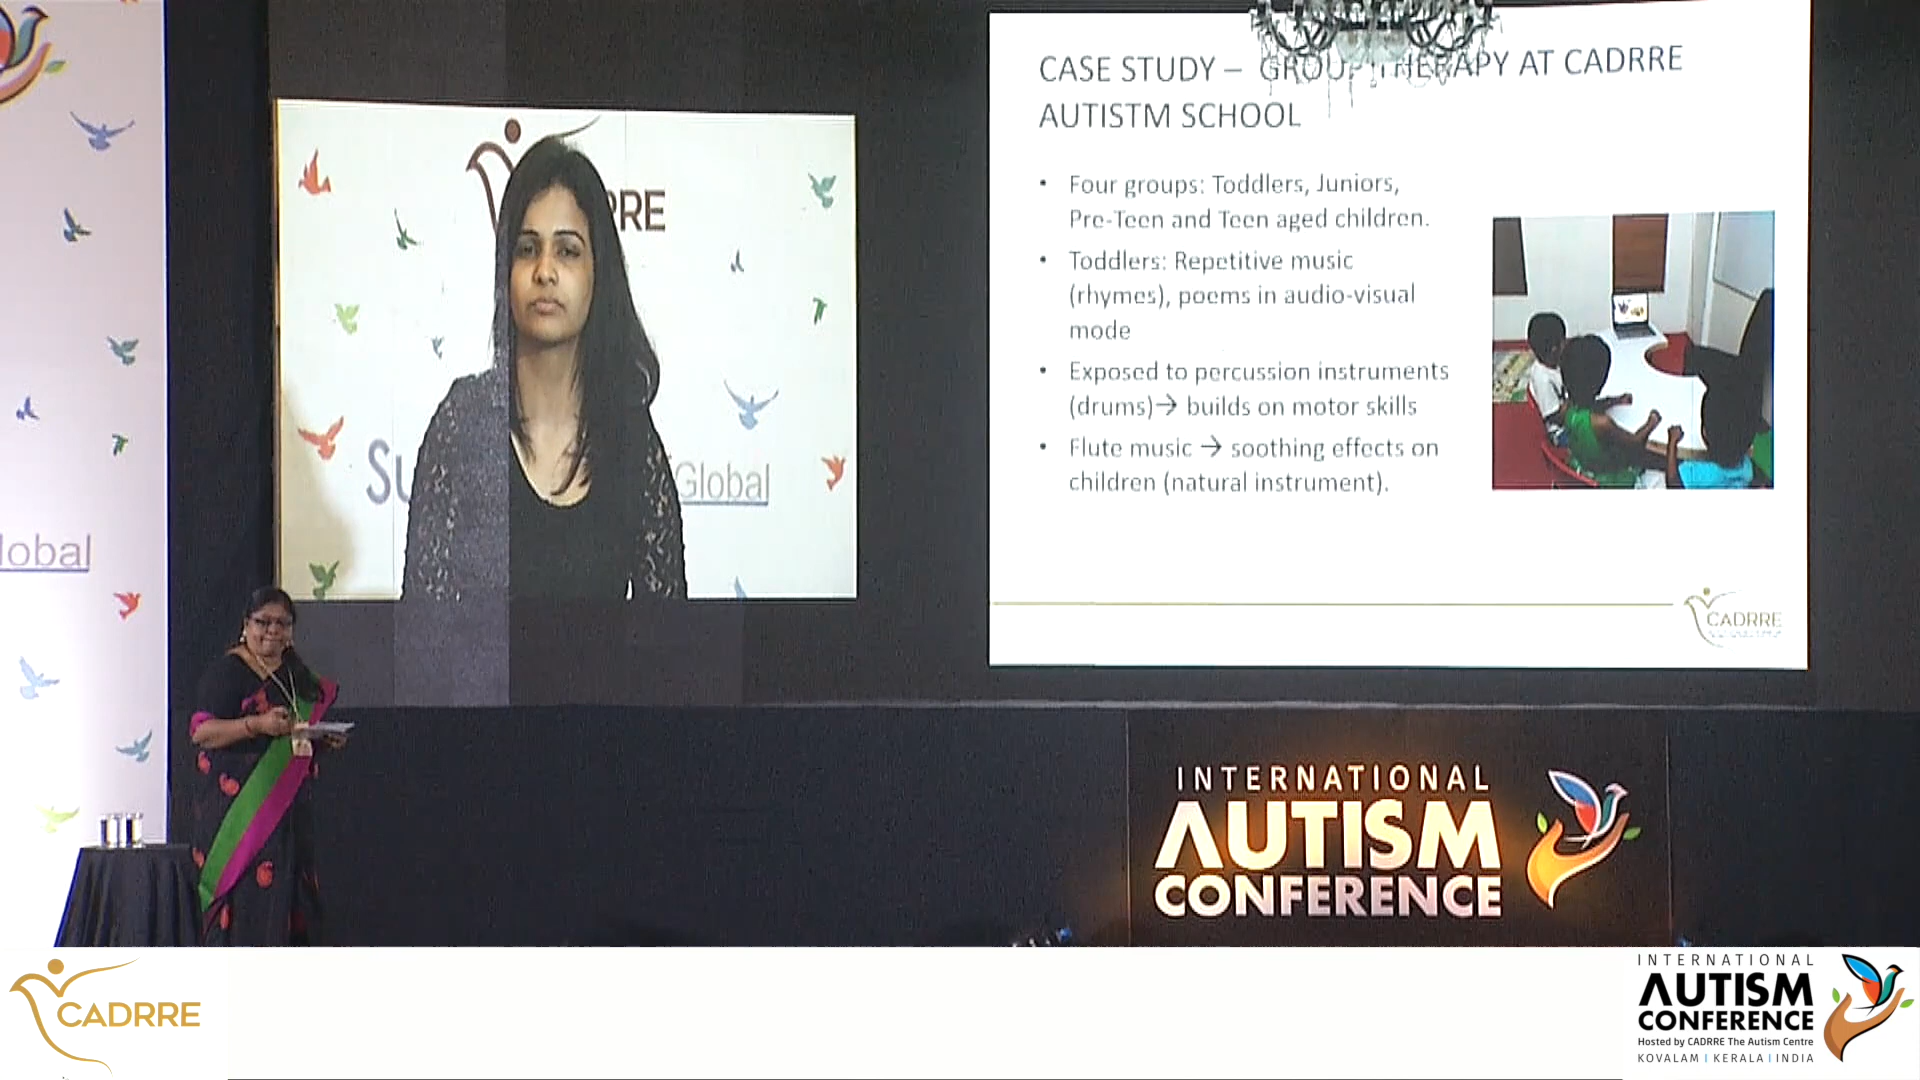 CASE STUDY – GROUP THERAPY AT CADRRE
AUTISTM SCHOOL
• Four groups: Toddlers, Juniors,
Pre-Teen and Teen aged children.
• Toddlers: Repetitive music
(rhymes), poems in audio-visual
mode
• Exposed to percussion instruments
(drums)→ builds on motor skills
• Flute music → soothing effects on
children (natural instrument).
CADRRE
RRE
Su
Global
lobal
INTERNATIONAL
AUTISM
CONFERENCE
CADRRE
INTERNATIONAL
AUTISM
CONFERENCE
Hosted by CADRRE The Autism Centre
KOVALAM | KERALA | INDIA